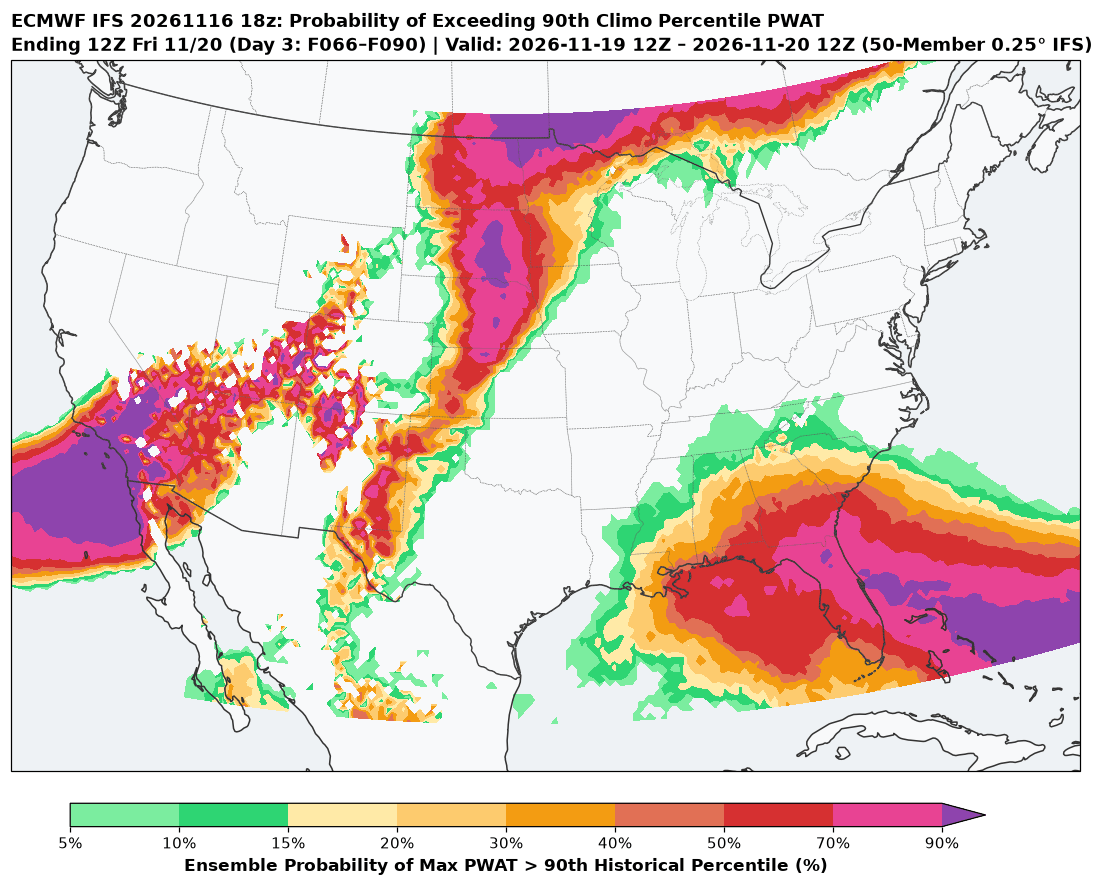 ECMWF IFS 20261116 18z: Probability of Exceeding 90th Climo Percentile PWAT
Ending 12Z Fri 11/20 (Day 3: F066–F090) | Valid: 2026-11-19 12Z – 2026-11-20 12Z (50-Member 0.25° IFS)
5% 10% 15% 20% 30% 40% 50% 70% 90%
Ensemble Probability of Max PWAT > 90th Historical Percentile (%)